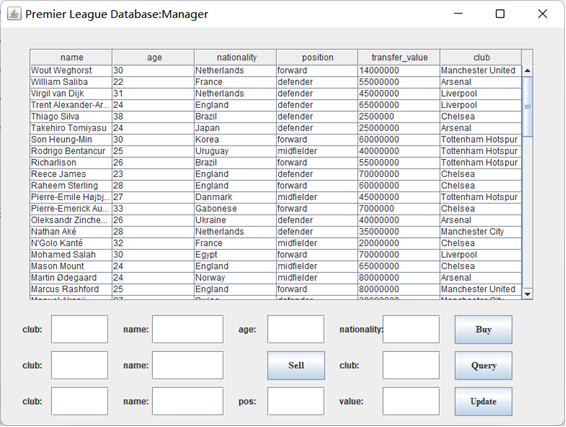 Premier League Database:Manager
name age nationality position transfer_value club
Wout Weghorst 30 Netherlands forward 14000000 Manchester United
William Saliba 22 France defender 55000000 Arsenal
Virgil van Dijk 31 Netherlands defender 45000000 Liverpool
Trent Alexander-Ar... 24 England defender 65000000 Liverpool
Thiago Silva 38 Brazil defender 2500000 Chelsea
Takehiro Tomiyasu 24 Japan defender 25000000 Arsenal
Son Heung-Min 30 Korea forward 60000000 Tottenham Hotspur
Rodrigo Bentancur 25 Uruguay midfielder 40000000 Tottenham Hotspur
Richarlison 26 Brazil forward 55000000 Tottenham Hotspur
Reece James 23 England defender 70000000 Chelsea
Raheem Sterling 28 England forward 60000000 Chelsea
Pierre-Emile Højbj... 27 Danmark midfielder 45000000 Tottenham Hotspur
Pierre-Emerick Au... 33 Gabonese forward 7000000 Chelsea
Oleksandr Zinche... 26 Ukraine defender 40000000 Arsenal
Nathan Aké 28 Netherlands defender 35000000 Manchester City
N'Golo Kanté 32 France midfielder 20000000 Chelsea
Mohamed Salah 30 Egypt forward 70000000 Liverpool
Mason Mount 24 England midfielder 65000000 Chelsea
Martin Ødegaard 24 Norway midfielder 80000000 Arsenal
Marcus Rashford 25 England forward 80000000 Manchester United
club: name: age: nationality: Buy
club: name: Sell club: Query
club: name: pos: value: Update